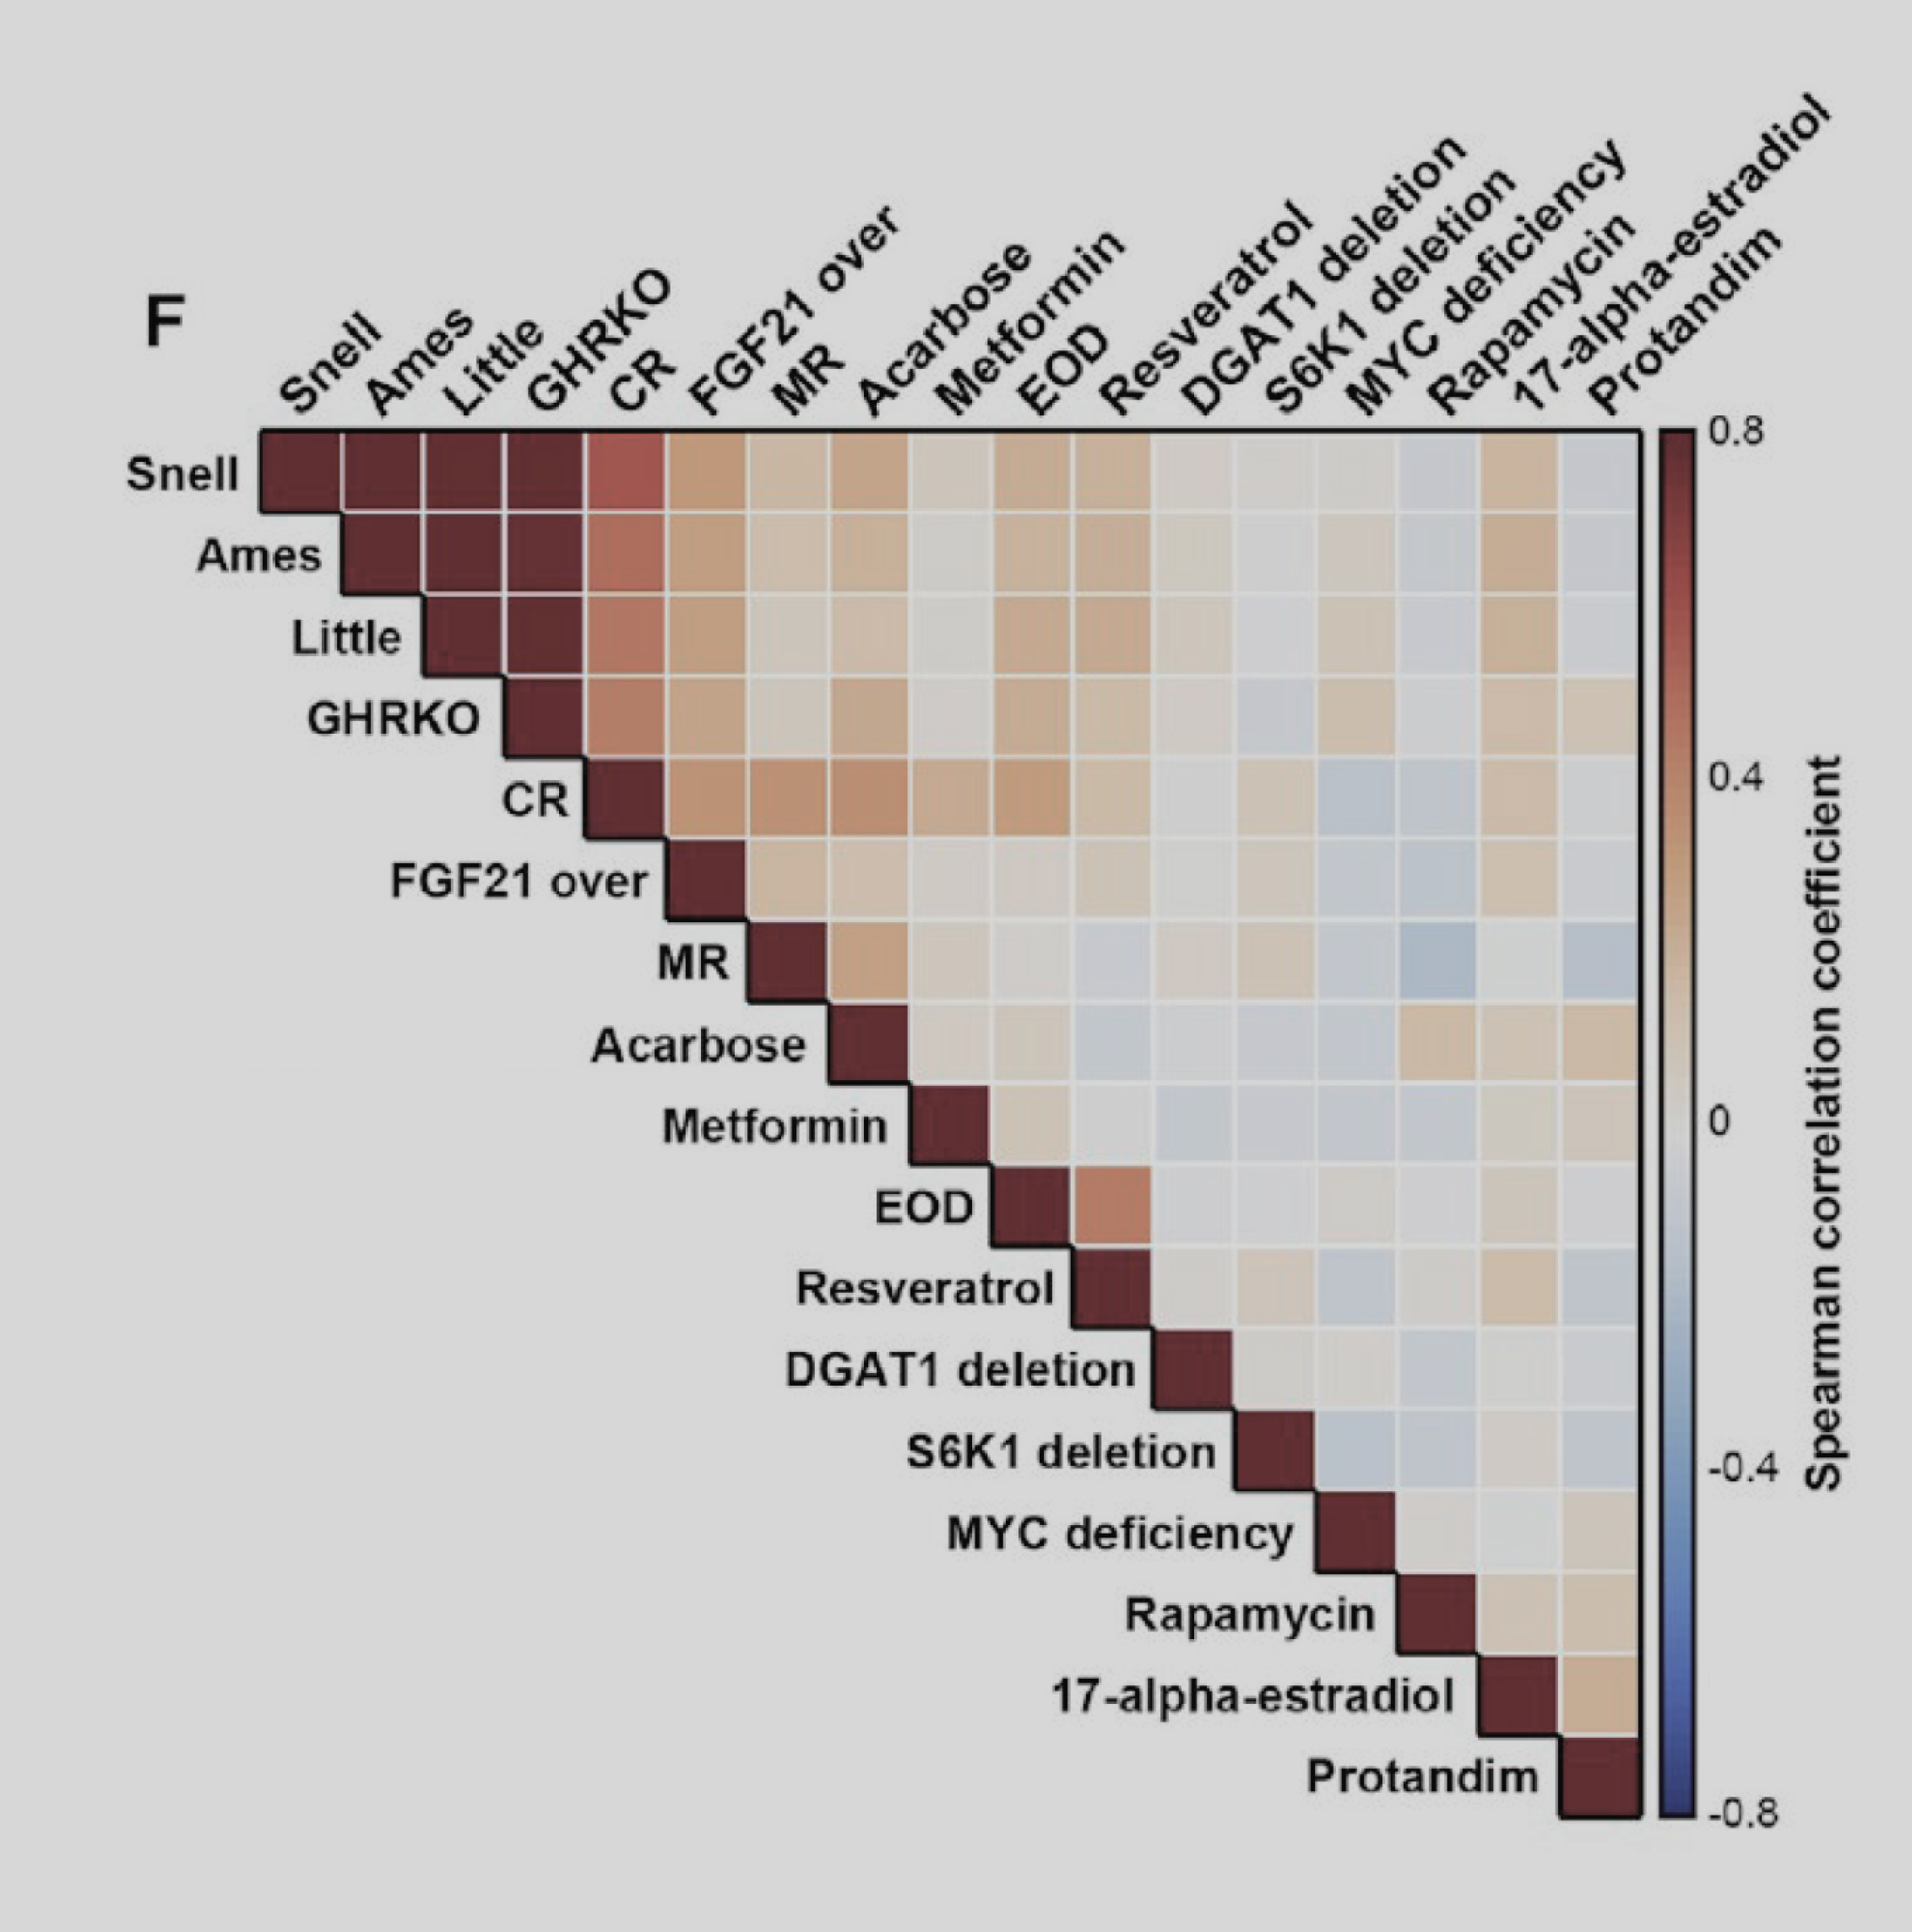 F
Snell
Ames
Little
GHRKO
CR
FGF21 over
MR
Acarbose
Metformin
EOD
Resveratrol
DGAT1 deletion
S6K1 deletion
MYC deficiency
Rapamycin
17-alpha-estradiol
Protandim
Snell
Ames
Little
GHRKO
CR
FGF21 over
MR
Acarbose
Metformin
EOD
Resveratrol
DGAT1 deletion
S6K1 deletion
MYC deficiency
Rapamycin
17-alpha-estradiol
Protandim
0.8
0.4
0
-0.4
-0.8
Spearman correlation coefficient